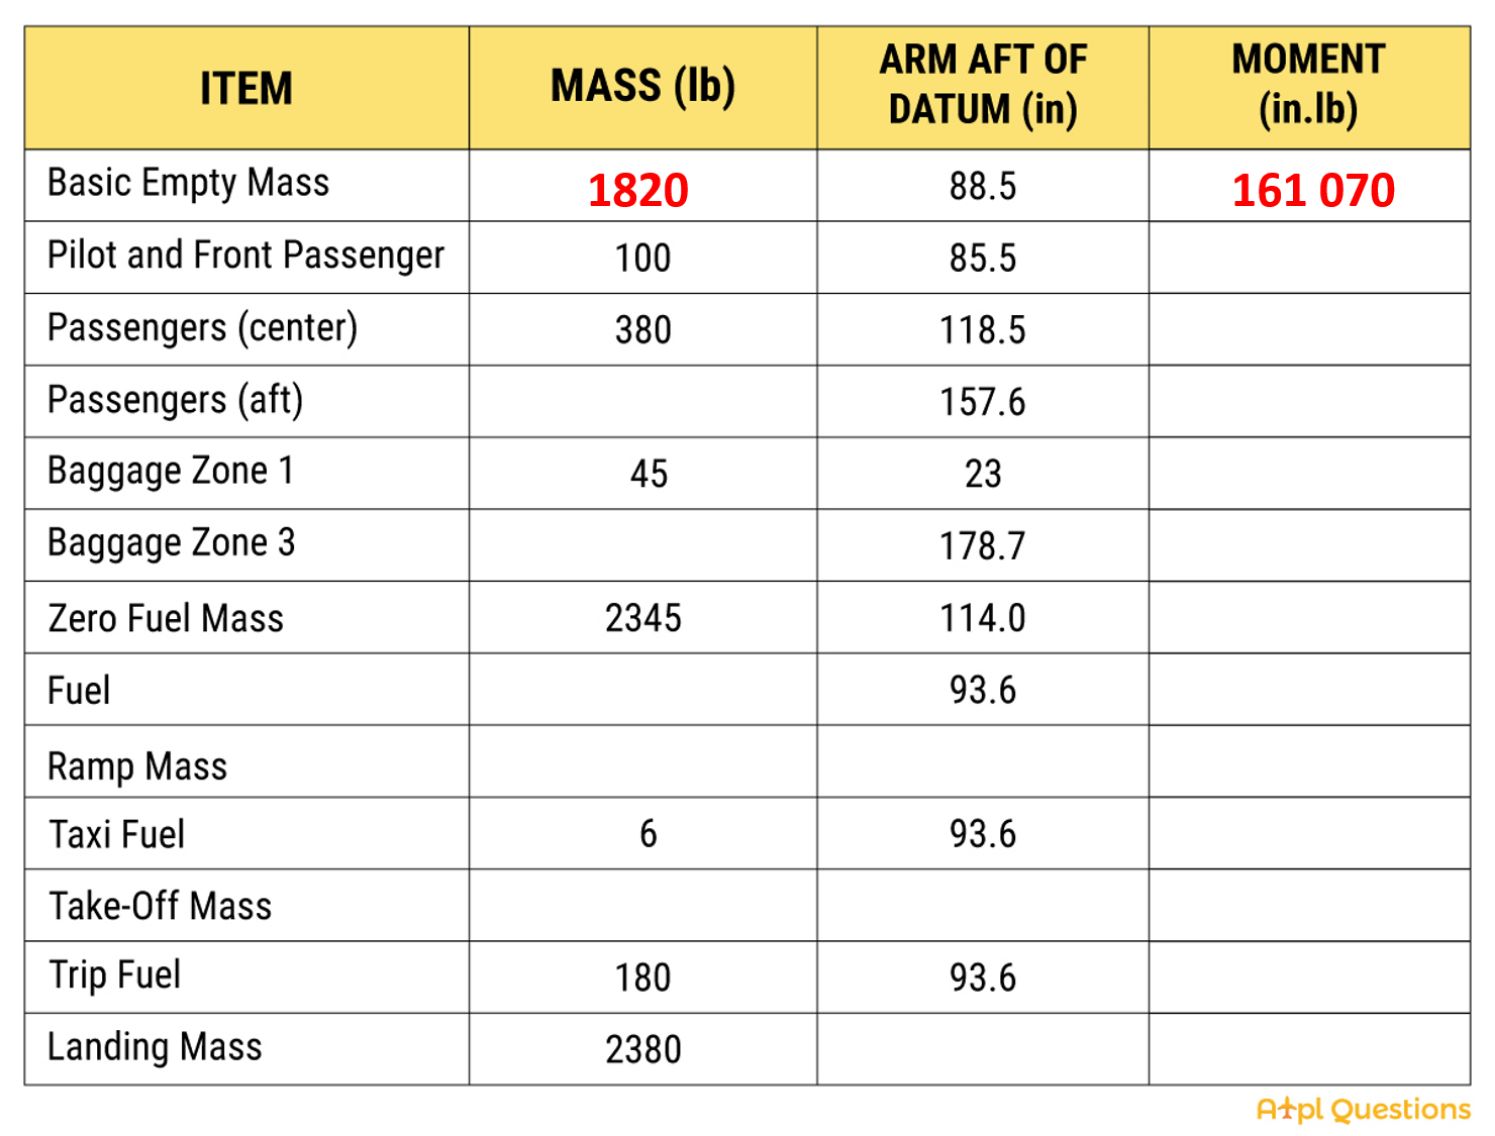 ITEM MASS (lb) ARM AFT OF DATUM (in) MOMENT (in.lb)
Basic Empty Mass 1820 88.5 161 070
Pilot and Front Passenger 100 85.5
Passengers (center) 380 118.5
Passengers (aft) 157.6
Baggage Zone 1 45 23
Baggage Zone 3 178.7
Zero Fuel Mass 2345 114.0
Fuel 93.6
Ramp Mass
Taxi Fuel 6 93.6
Take-Off Mass
Trip Fuel 180 93.6
Landing Mass 2380
Atpl Questions